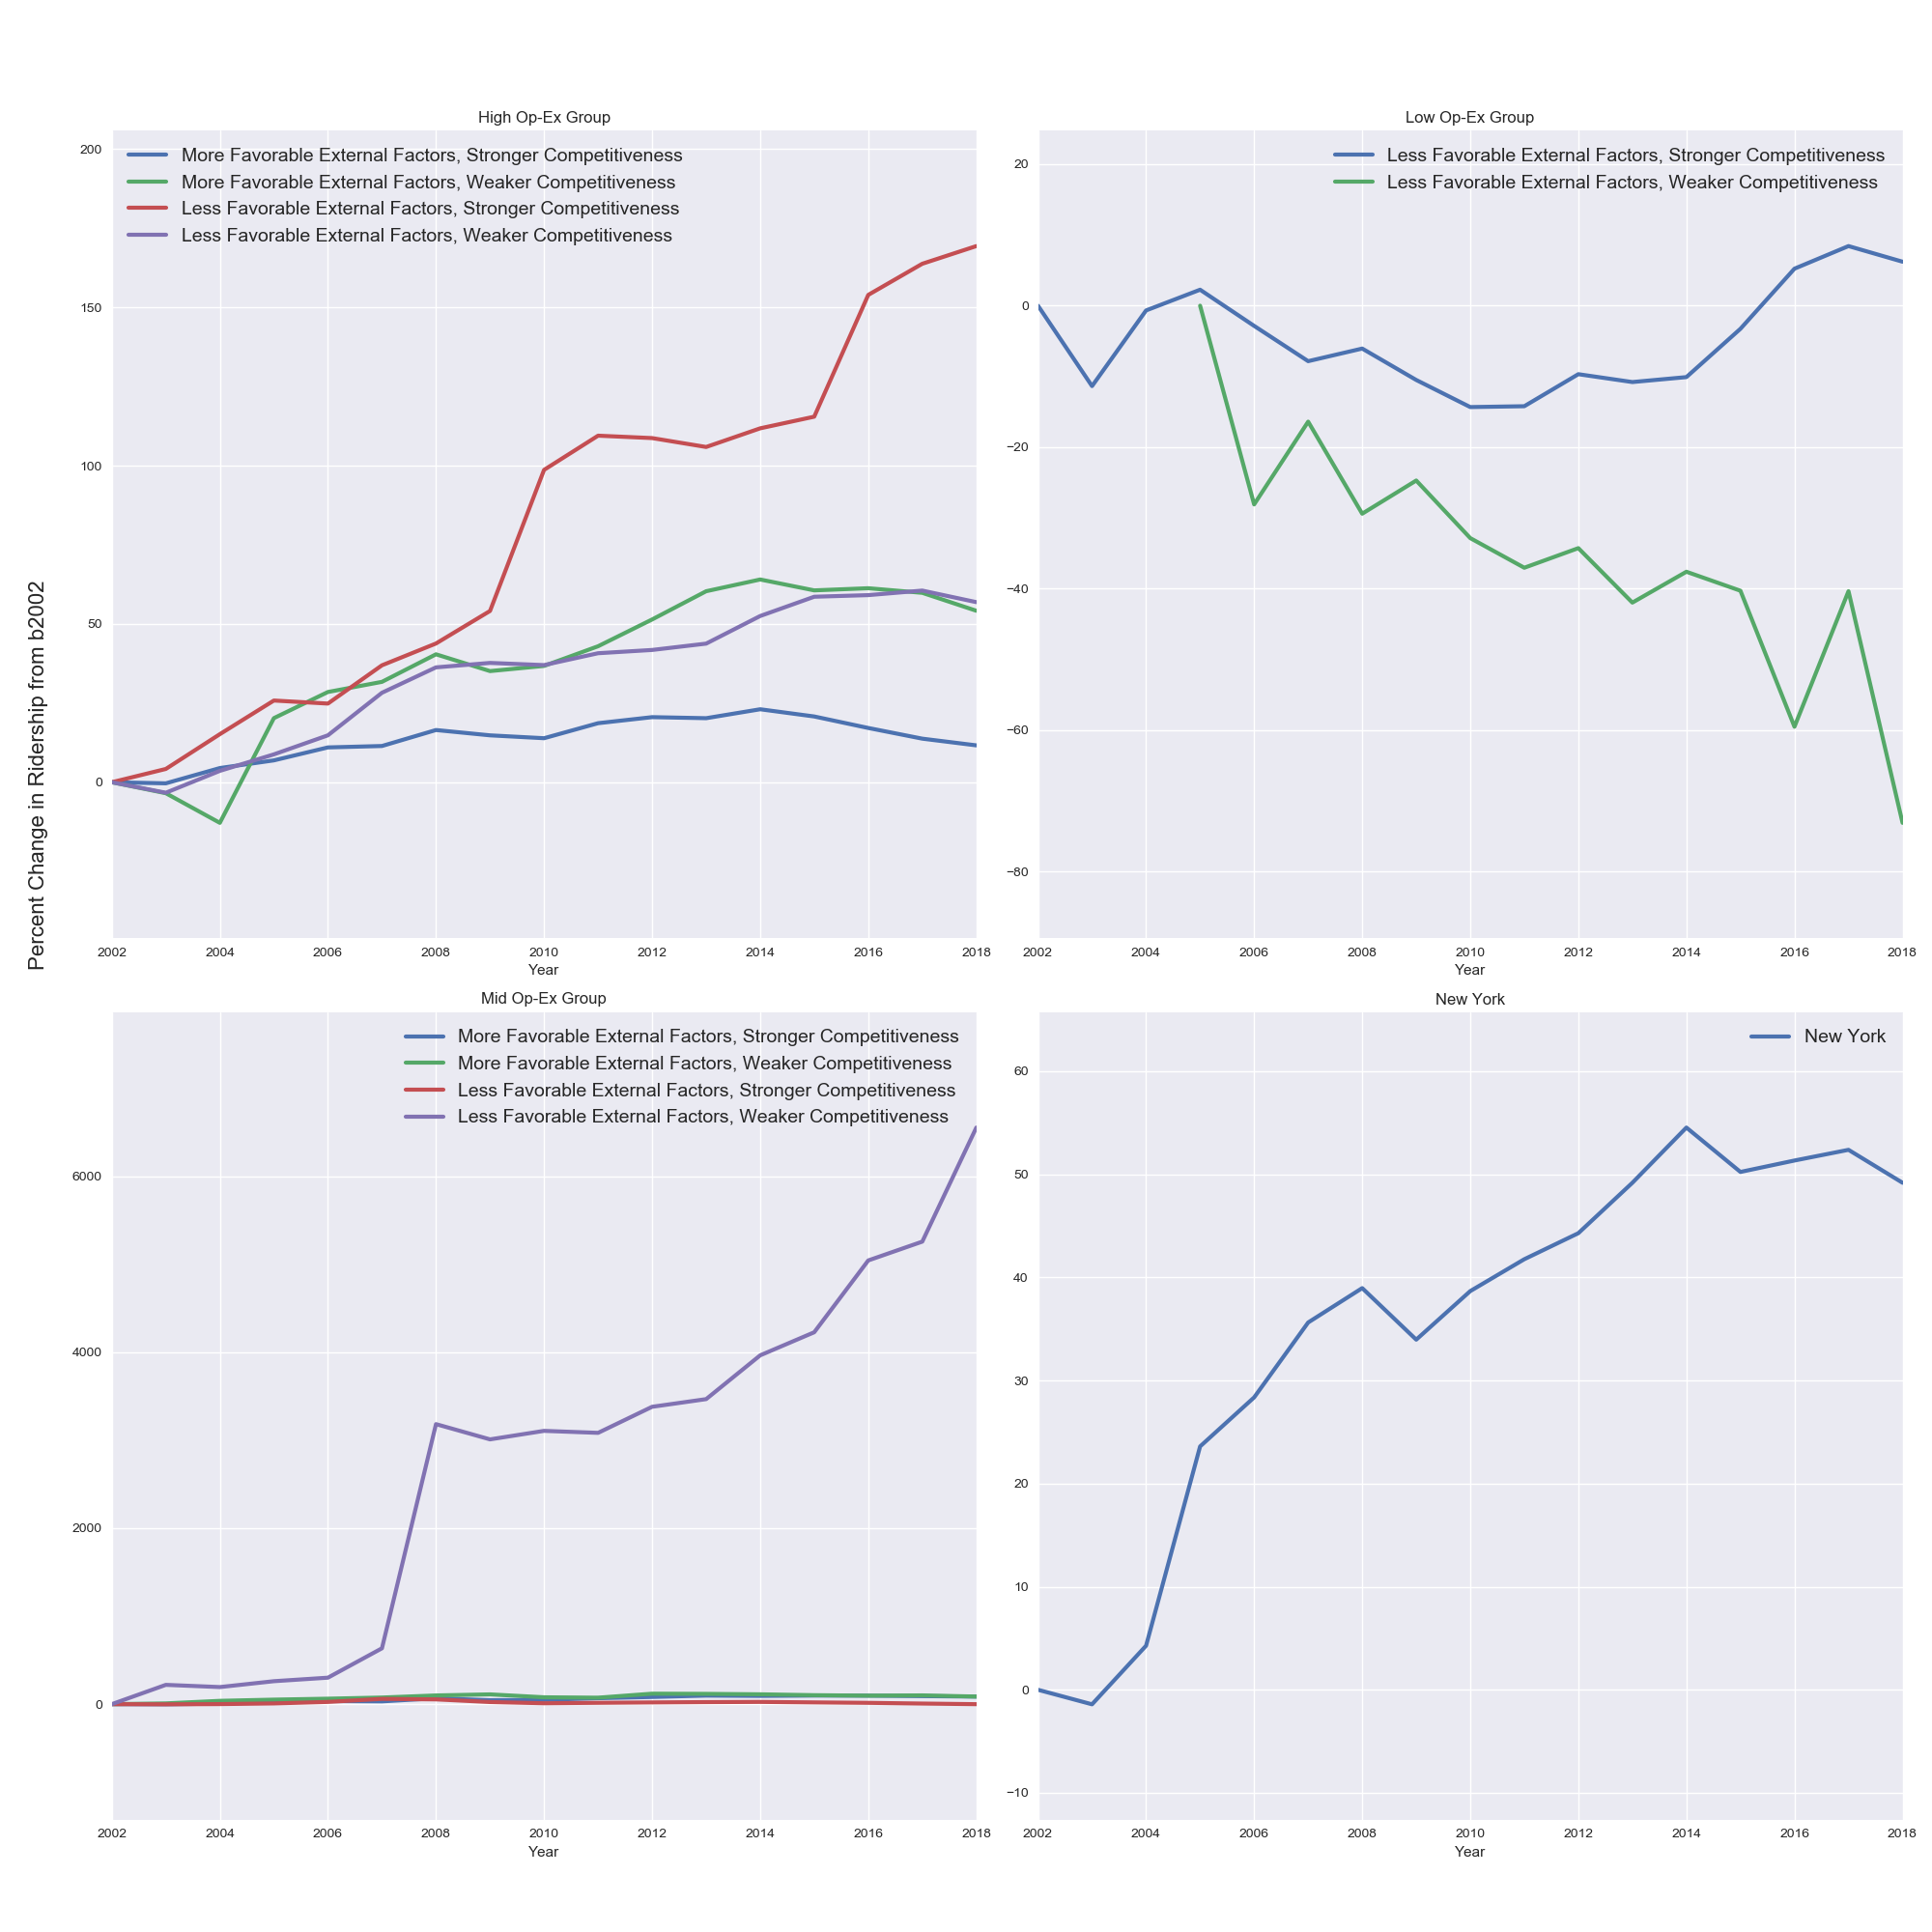 Percent Change in Ridership from b2002
High Op-Ex Group
More Favorable External Factors, Stronger Competitiveness
More Favorable External Factors, Weaker Competitiveness
Less Favorable External Factors, Stronger Competitiveness
Less Favorable External Factors, Weaker Competitiveness
200
150
100
50
0
2002 2004 2006 2008 2010 2012 2014 2016 2018
Year
Low Op-Ex Group
Less Favorable External Factors, Stronger Competitiveness
Less Favorable External Factors, Weaker Competitiveness
20
0
−20
−40
−60
−80
2002 2004 2006 2008 2010 2012 2014 2016 2018
Year
Mid Op-Ex Group
More Favorable External Factors, Stronger Competitiveness
More Favorable External Factors, Weaker Competitiveness
Less Favorable External Factors, Stronger Competitiveness
Less Favorable External Factors, Weaker Competitiveness
6000
4000
2000
0
2002 2004 2006 2008 2010 2012 2014 2016 2018
Year
New York
New York
60
50
40
30
20
10
0
−10
2002 2004 2006 2008 2010 2012 2014 2016 2018
Year